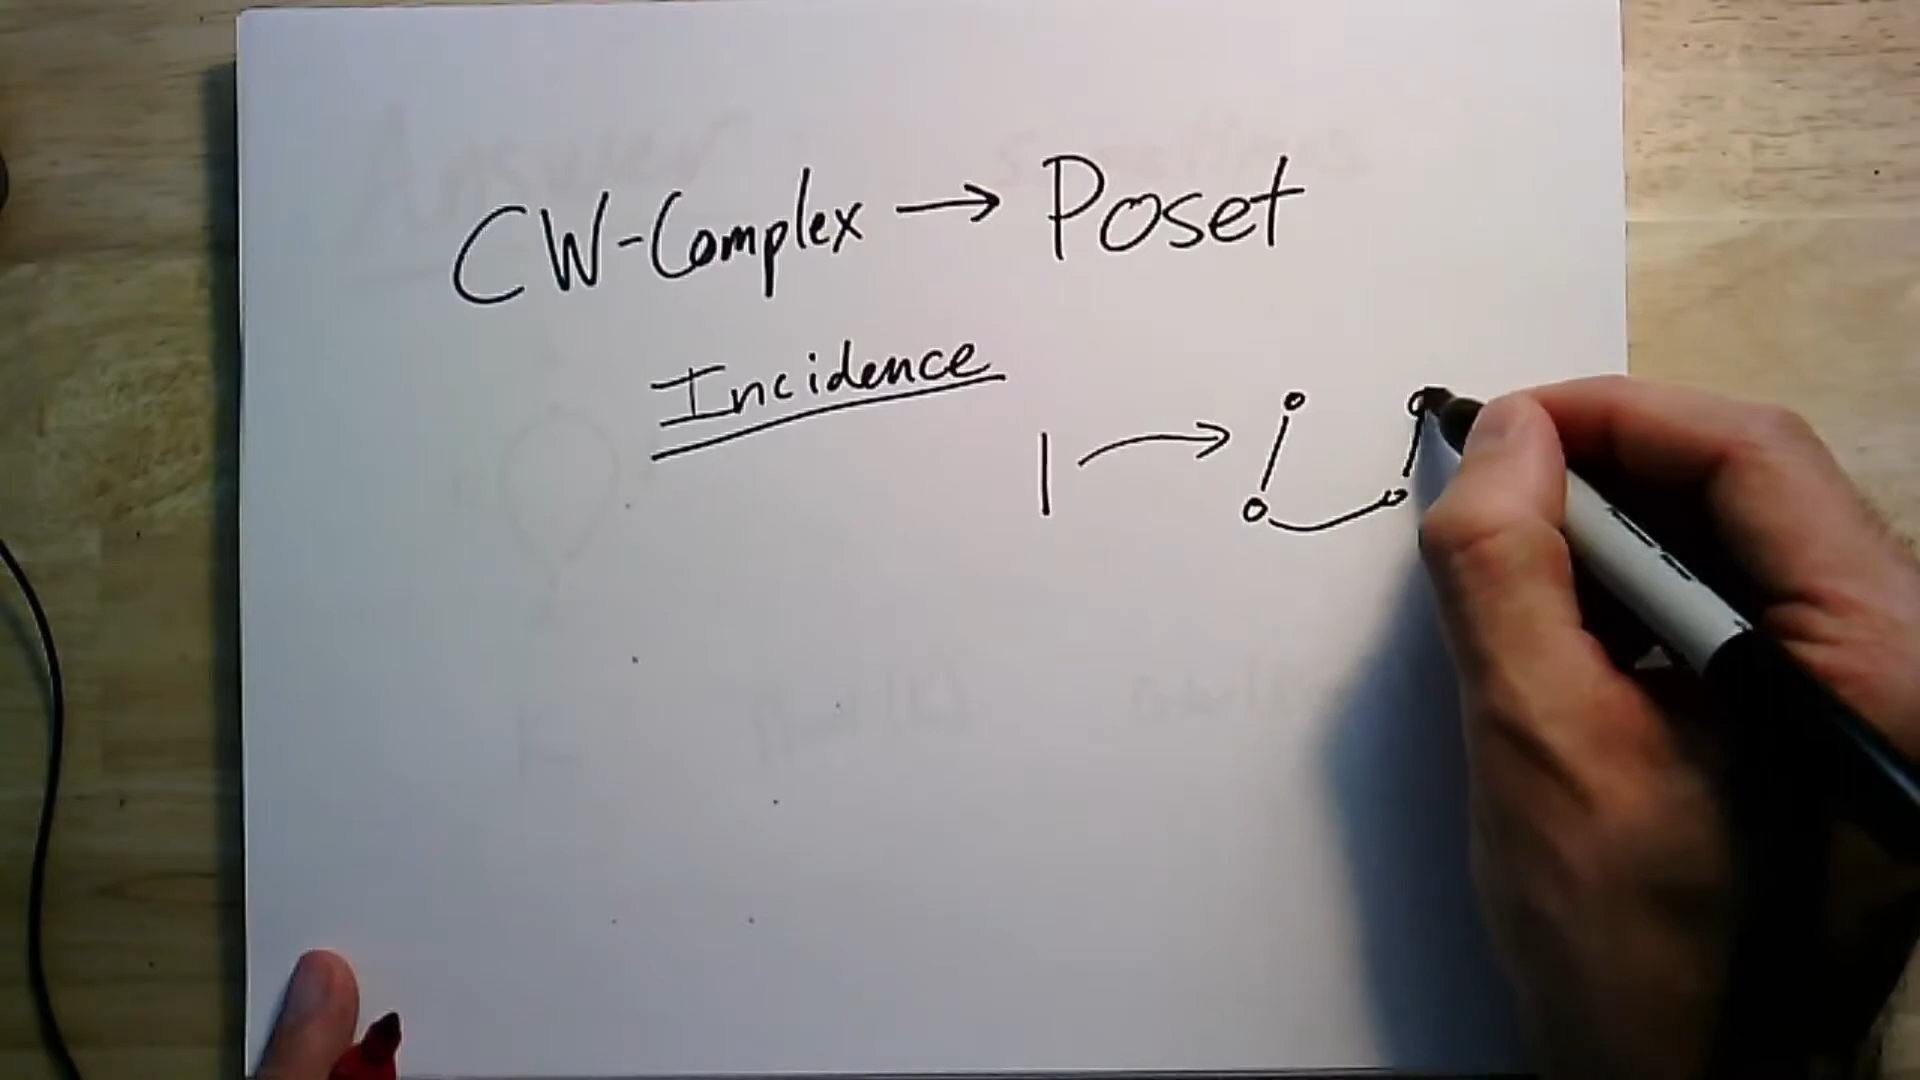 CW-Complex → Poset
Incidence